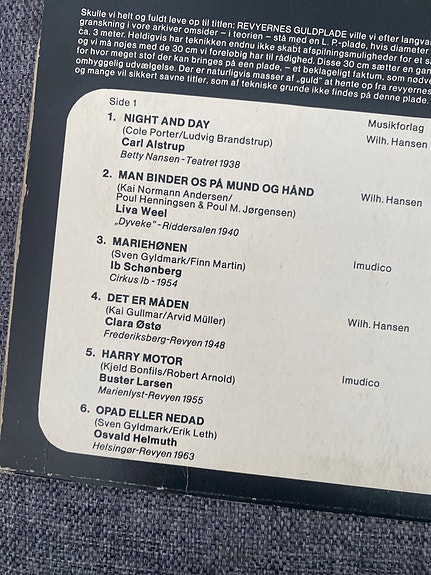 Skulle vi helt og fuldt leve op til titlen: REVYERNES GULDPLADE ville vi efter langvar
granskning i vore arkiver omsider – i teorien – stå med en L.P.-plade, hvis diameter
ca. 3 meter. Heldigvis har teknikken endnu ikke skabt afspilningsmuligheder for et så
og vi må nøjes med de 30 cm vi foreløbig har til rådighed. Disse 30 cm sætter en gan
for hvor meget stof der kan bringes på een plade, – et beklageligt faktum, som nødve
omhyggelig udvælgelse. Der er naturligvis masser af „guld" at hente op fra revyernes
og mange vil sikkert savne titler, som af tekniske grunde ikke findes på denne plade.
Side 1
Musikforlag
1. NIGHT AND DAY
(Cole Porter/Ludvig Brandstrup) Wilh. Hansen
Carl Alstrup
Betty Nansen-Teatret 1938
2. MAN BINDER OS PÅ MUND OG HÅND
(Kai Normann Andersen/ Wilh. Hansen
Poul Henningsen & Poul M. Jørgensen)
Liva Weel
„Dyveke"-Riddersalen 1940
3. MARIEHØNEN
(Sven Gyldmark/Finn Martin) Imudico
Ib Schønberg
Cirkus Ib - 1954
4. DET ER MÅDEN
(Kai Gullmar/Arvid Müller) Wilh. Hansen
Clara Østø
Frederiksberg-Revyen 1948
5. HARRY MOTOR
(Kjeld Bonfils/Robert Arnold) Imudico
Buster Larsen
Marienlyst-Revyen 1955
6. OPAD ELLER NEDAD
(Sven Gyldmark/Erik Leth)
Osvald Helmuth
Helsingør-Revyen 1963